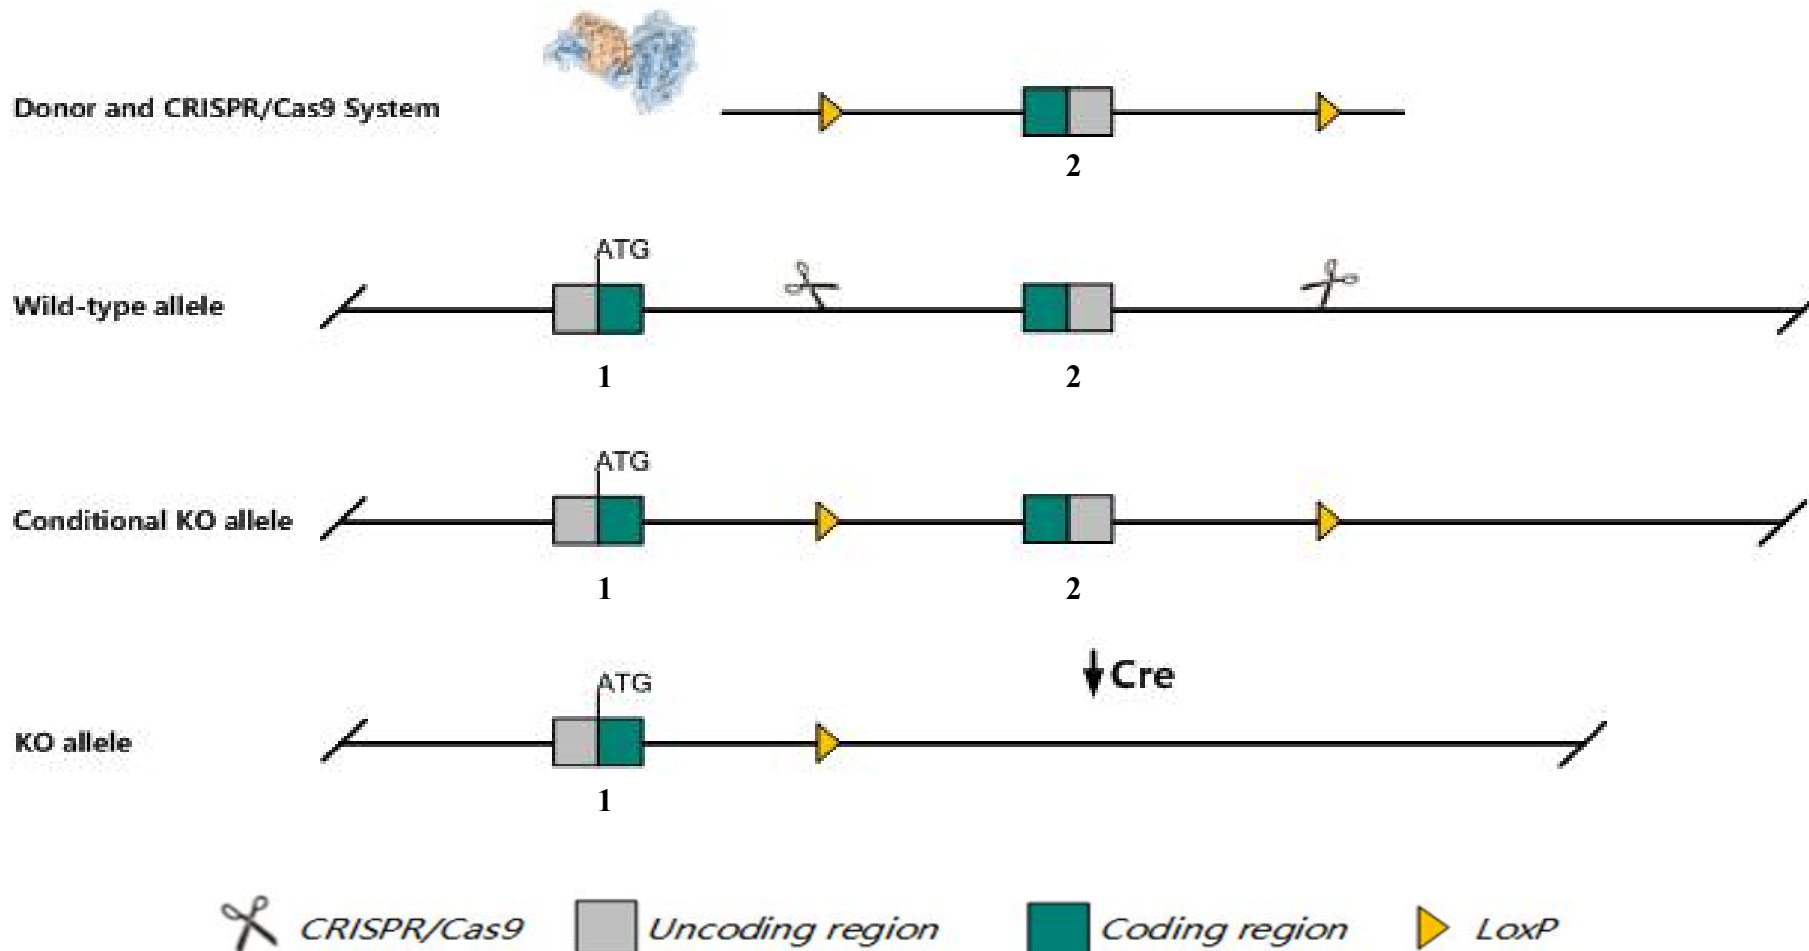 Donor and CRISPR/Cas9 System
2
ATG
Wild-type allele
1 2
ATG
Conditional KO allele
1 2
Cre
ATG
KO allele
1
CRISPR/Cas9 Uncoding region Coding region LoxP